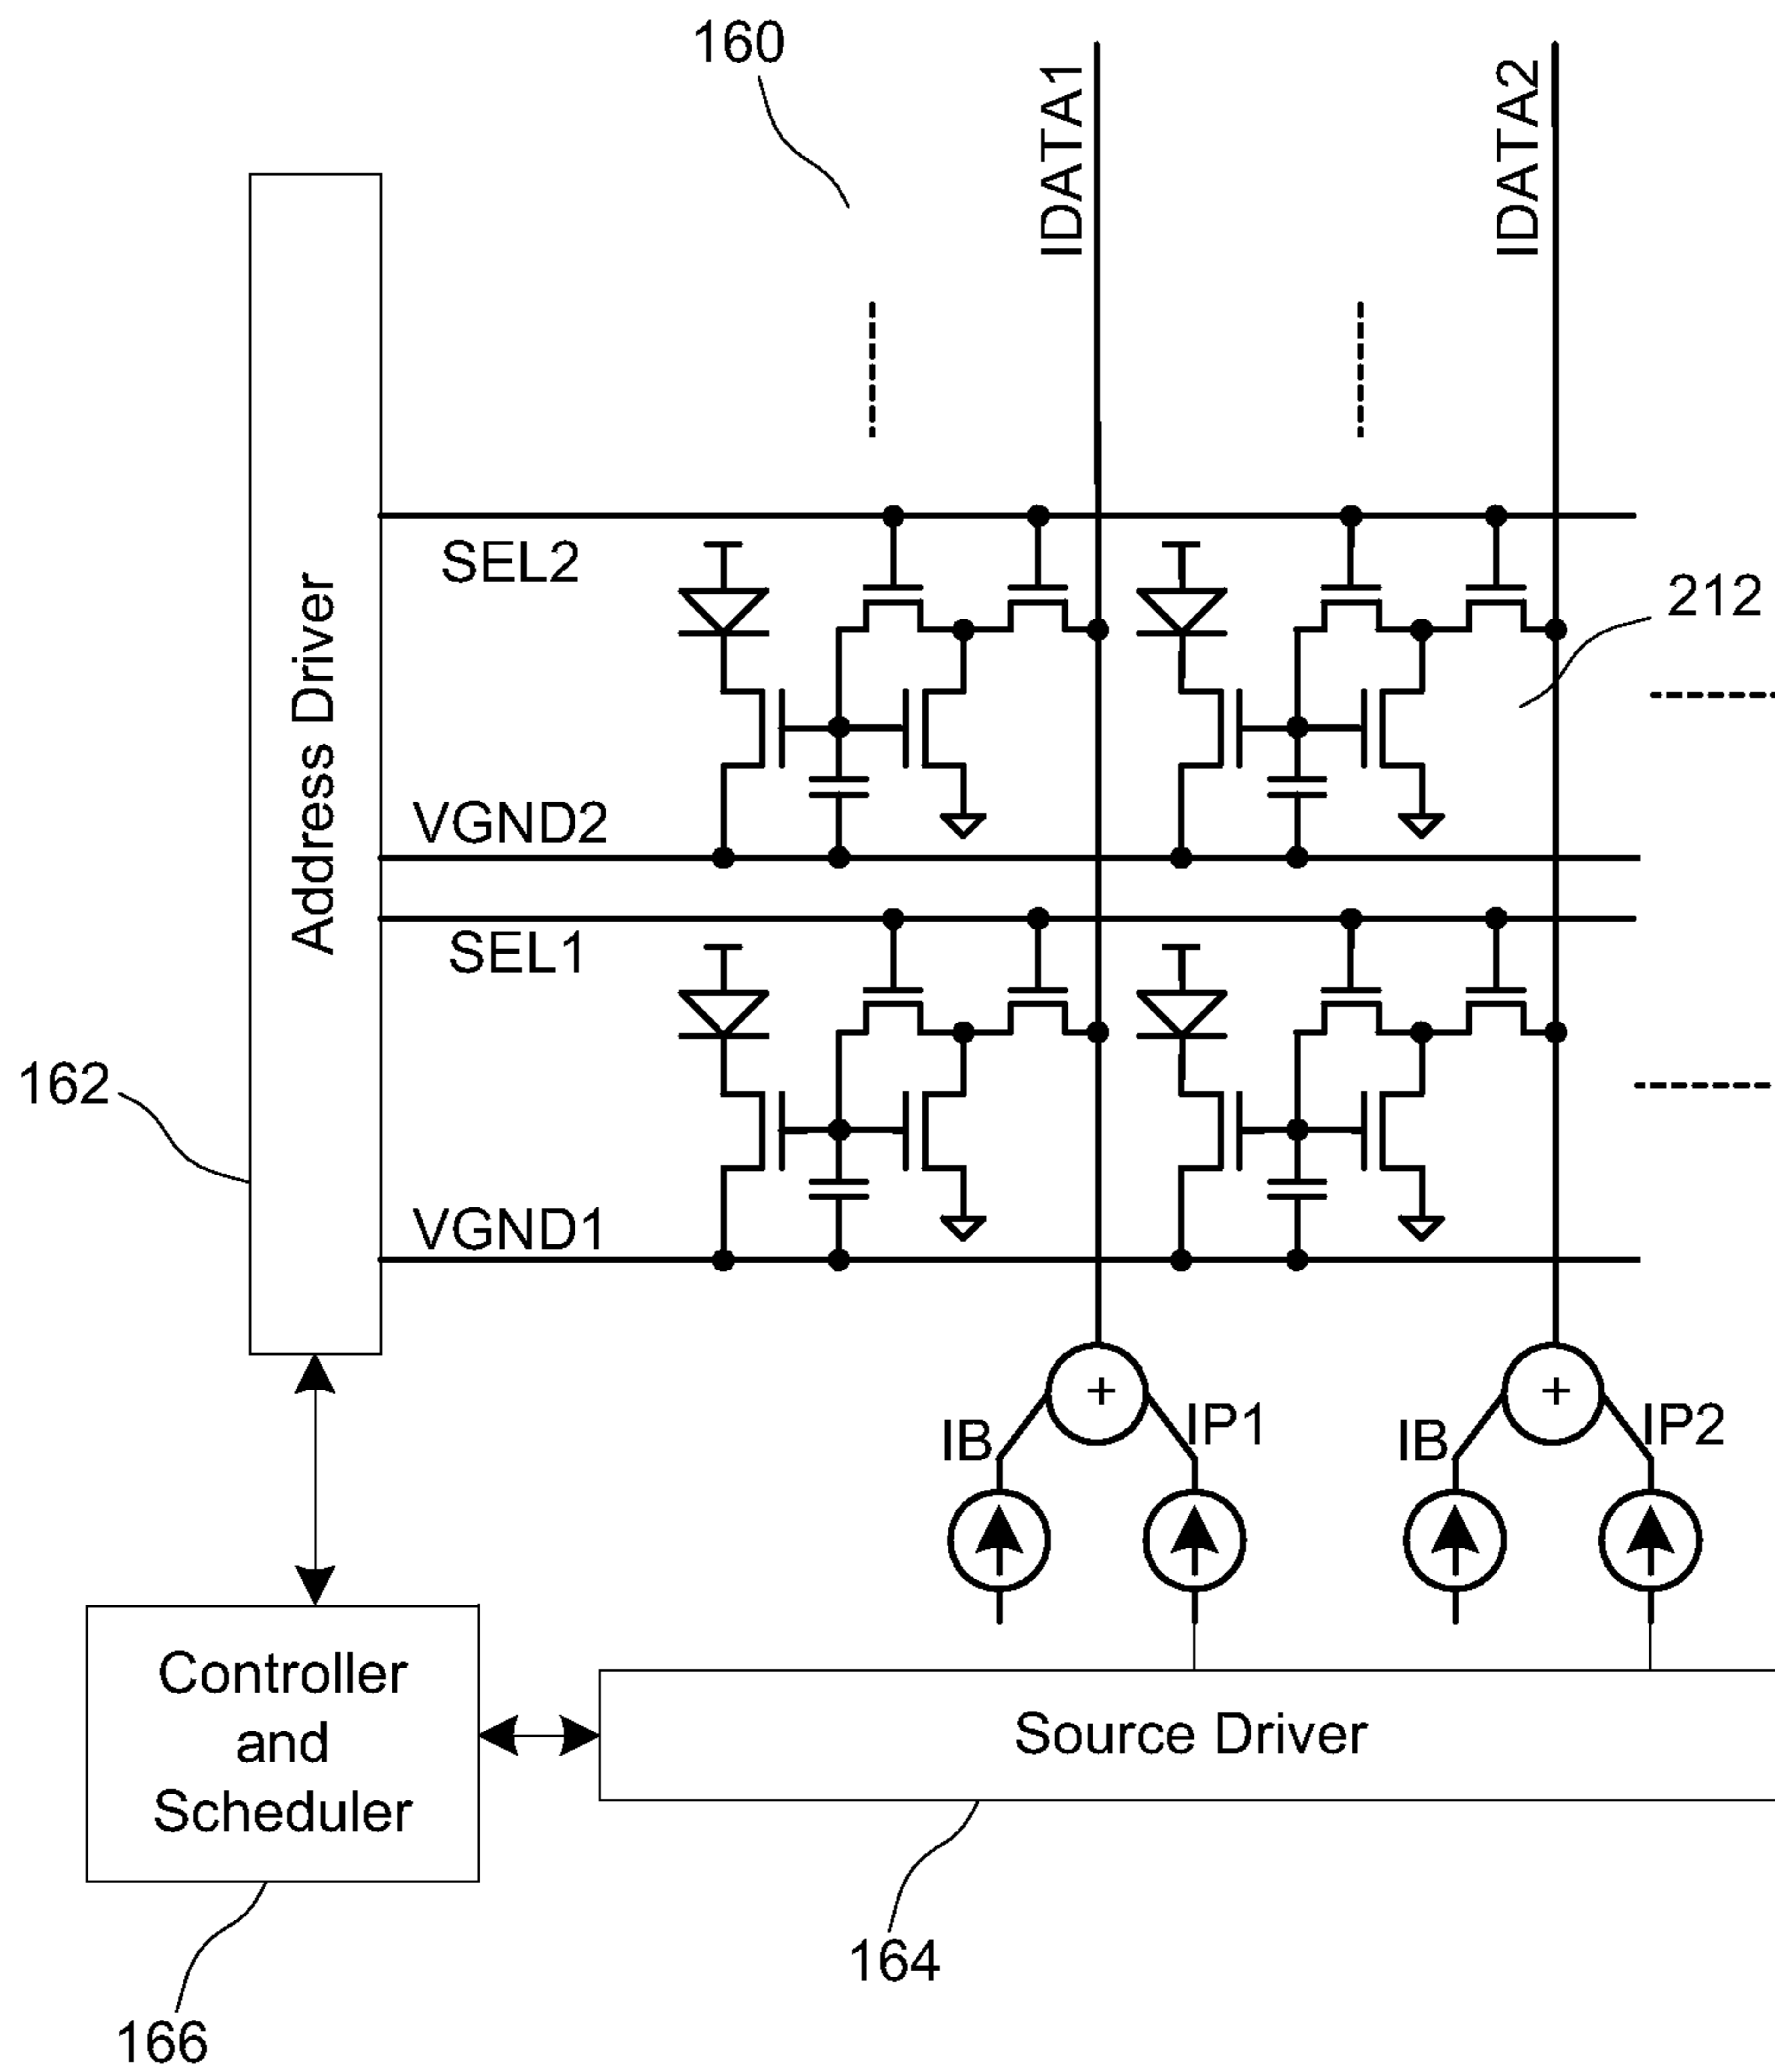 160
IDATA1
IDATA2
Address Driver
SEL2
212
VGND2
SEL1
162
VGND1
+
+
IB
IP1
IB
IP2
Controller
and
Scheduler
Source Driver
164
166